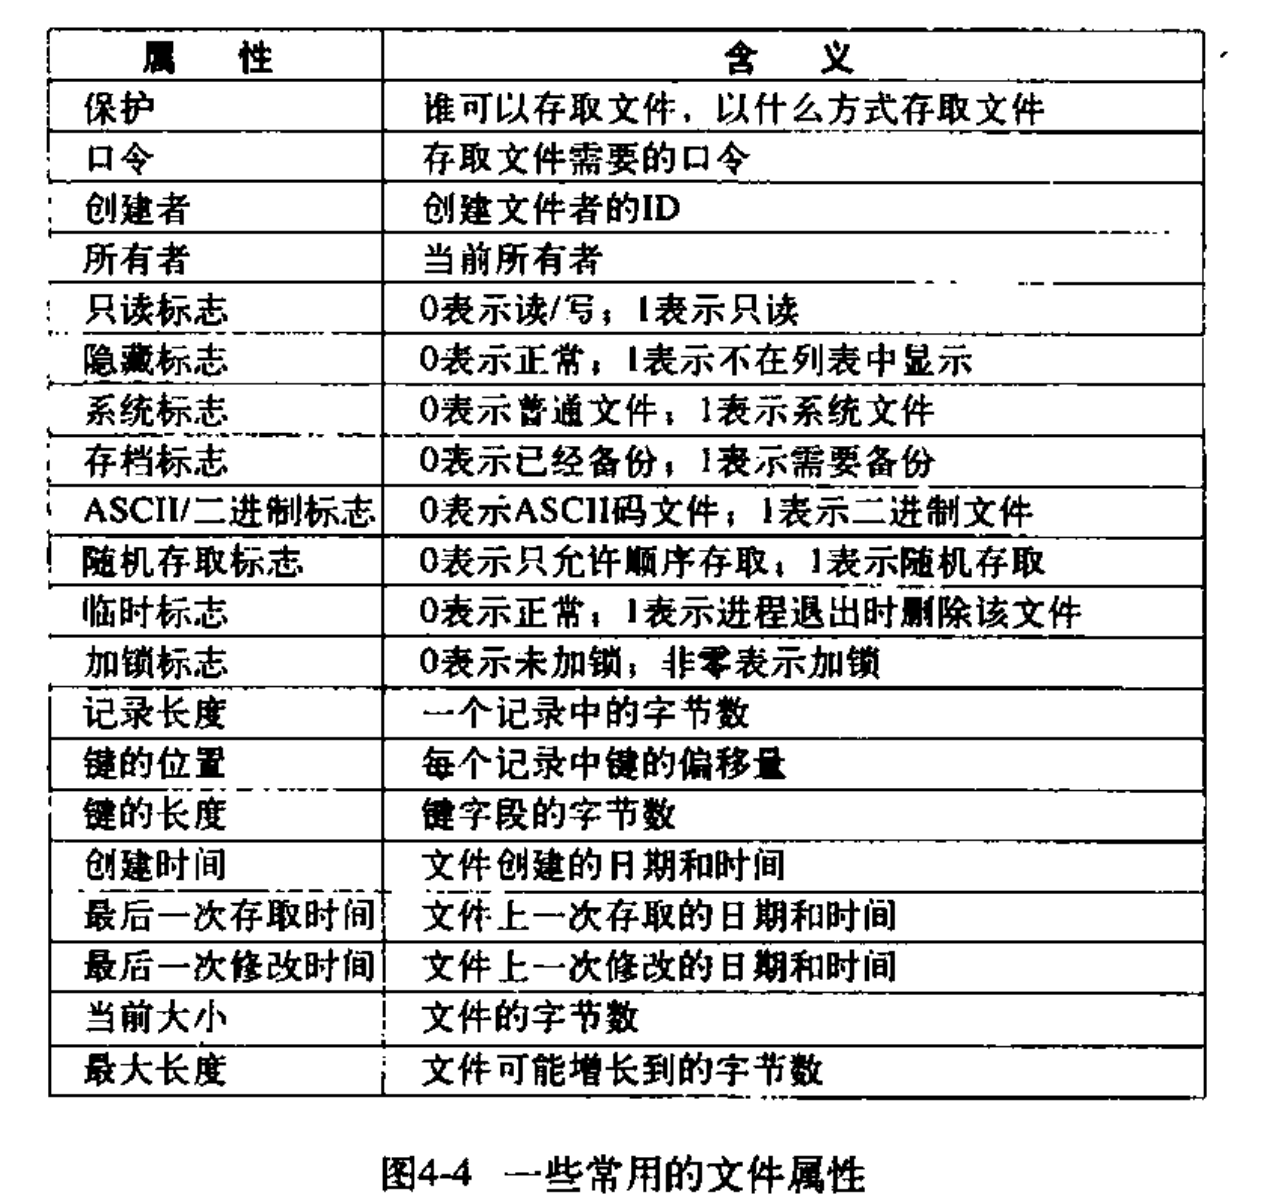 属 性 含 义
保护 谁可以存取文件，以什么方式存取文件
口令 存取文件需要的口令
创建者 创建文件者的ID
所有者 当前所有者
只读标志 0表示读/写；1表示只读
隐藏标志 0表示正常；1表示不在列表中显示
系统标志 0表示普通文件；1表示系统文件
存档标志 0表示已经备份；1表示需要备份
ASCII/二进制标志 0表示ASCII码文件；1表示二进制文件
随机存取标志 0表示只允许顺序存取；1表示随机存取
临时标志 0表示正常；1表示进程退出时删除该文件
加锁标志 0表示未加锁；非零表示加锁
记录长度 一个记录中的字节数
键的位置 每个记录中键的偏移量
键的长度 键字段的字节数
创建时间 文件创建的日期和时间
最后一次存取时间 文件上一次存取的日期和时间
最后一次修改时间 文件上一次修改的日期和时间
当前大小 文件的字节数
最大长度 文件可能增长到的字节数
图4-4 一些常用的文件属性